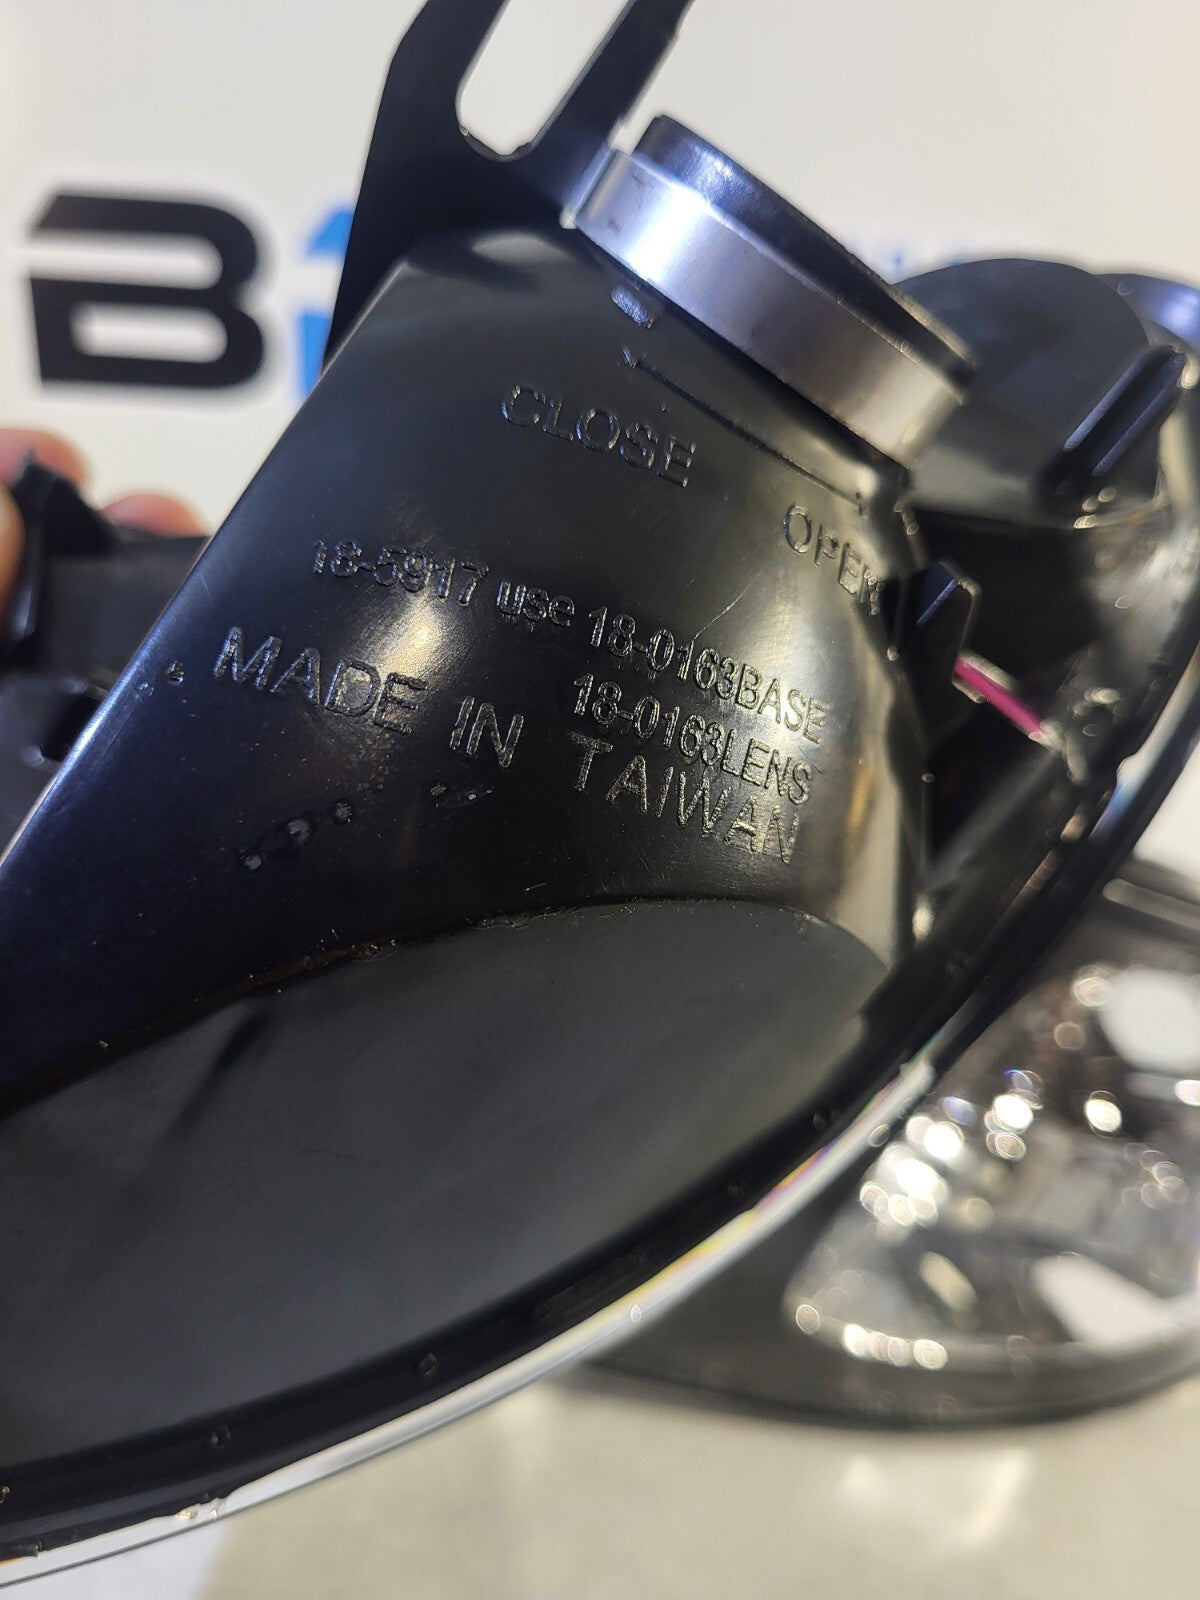 B
CLOSE
OPEN
18-5917 use 18-0163BASE
18-0163LENS
MADE IN TAIWAN